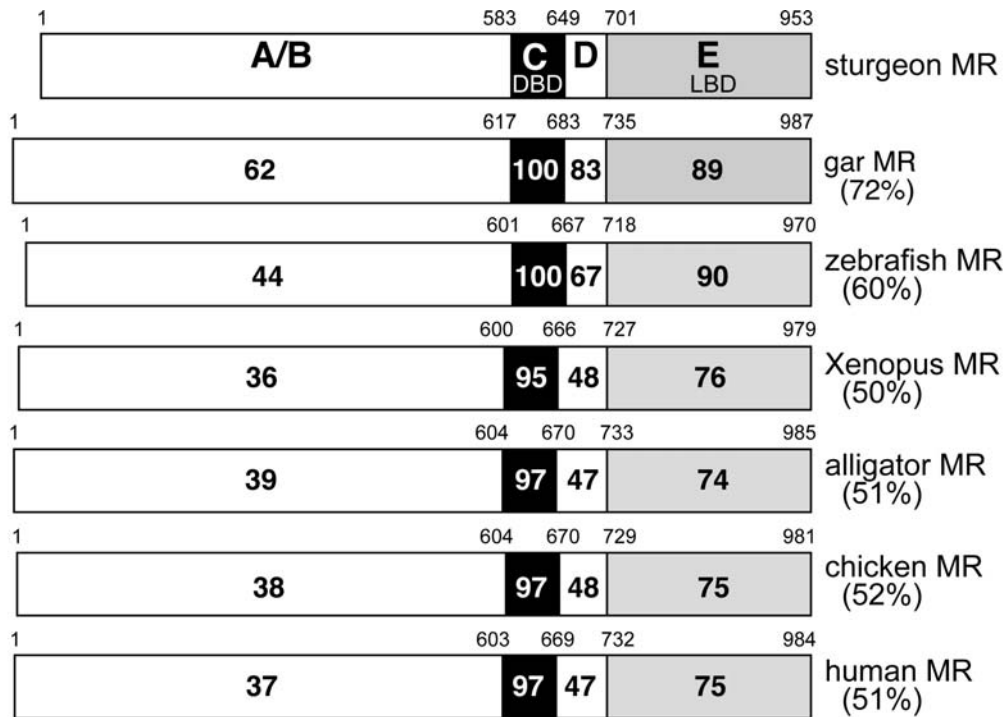 1 583 649 701 953
A/B C D E sturgeon MR
DBD LBD
1 617 683 735 987
62 100 83 89 gar MR
(72%)
1 601 667 718 970
44 100 67 90 zebrafish MR
(60%)
1 600 666 727 979
36 95 48 76 Xenopus MR
(50%)
1 604 670 733 985
39 97 47 74 alligator MR
(51%)
1 604 670 729 981
38 97 48 75 chicken MR
(52%)
1 603 669 732 984
37 97 47 75 human MR
(51%)